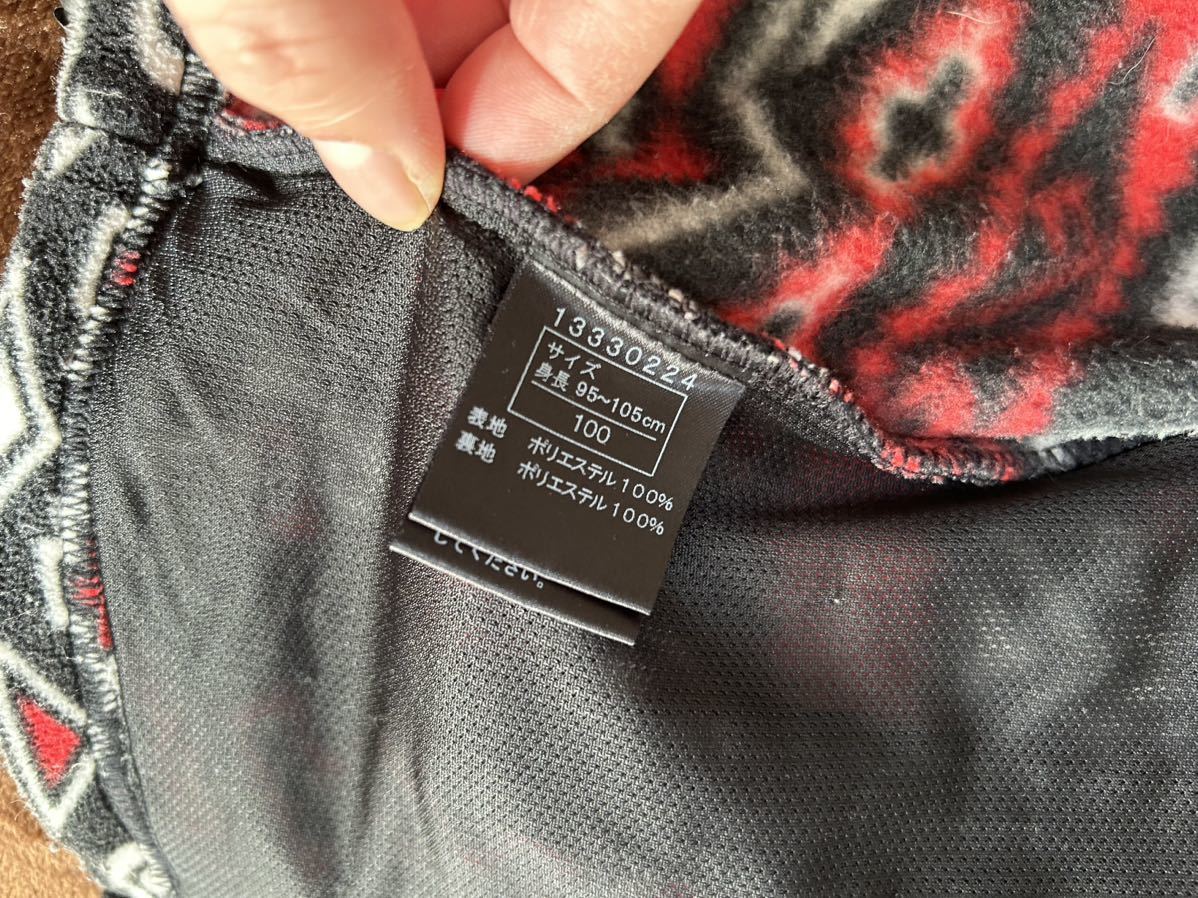 13330224
サイズ
身長 95~105cm
100
表地 ポリエステル100%
裏地 ポリエステル100%
してください。